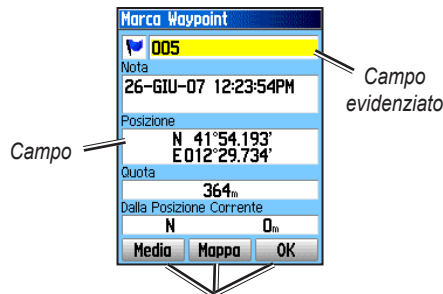 Marca Waypoint
005
Nota
26-GIU-07 12:23:54PM
Posizione
N 41°54.193'
E012°29.734'
Quota
364m
Dalla Posizione Corrente
N 0m
Media Mappa OK
Campo
Campo
evidenziato